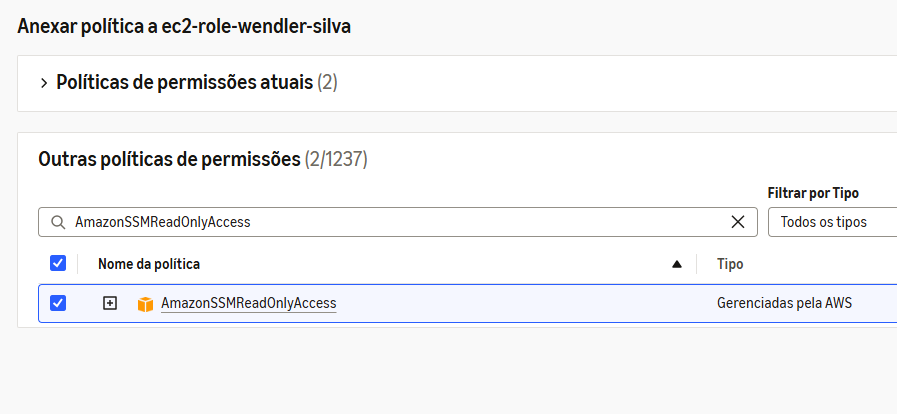 Anexar política a ec2-role-wendler-silva
Políticas de permissões atuais (2)
Outras políticas de permissões (2/1237)
Filtrar por Tipo
AmazonSSMReadOnlyAccess
Todos os tipos
Nome da política
Tipo
AmazonSSMReadOnlyAccess
Gerenciadas pela AWS